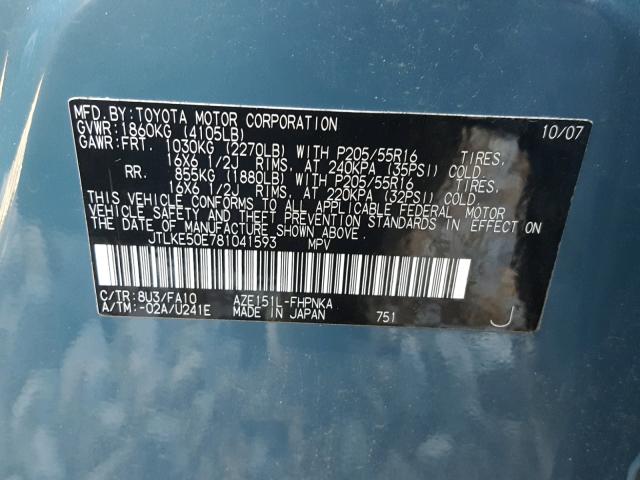 MFD. BY: TOYOTA MOTOR CORPORATION 10/07
GVWR: 1860KG (4105LB)
GAWR: FRT. 1030KG (2270LB) WITH P205/55R16 TIRES,
16X6 1/2J RIMS, AT 240KPA (35PSI) COLD.
RR. 855KG (1880LB) WITH P205/55R16 TIRES,
16X6 1/2J RIMS, AT 220KPA (32PSI) COLD.
THIS VEHICLE CONFORMS TO ALL APPLICABLE FEDERAL MOTOR
VEHICLE SAFETY AND THEFT PREVENTION STANDARDS IN EFFECT ON
THE DATE OF MANUFACTURE SHOWN ABOVE.
JTLKE50E781041593 MPV
C/TR: 8U3/FA10 AZE151L-FHPNKA
A/TM: -02A/U241E MADE IN JAPAN 751 J